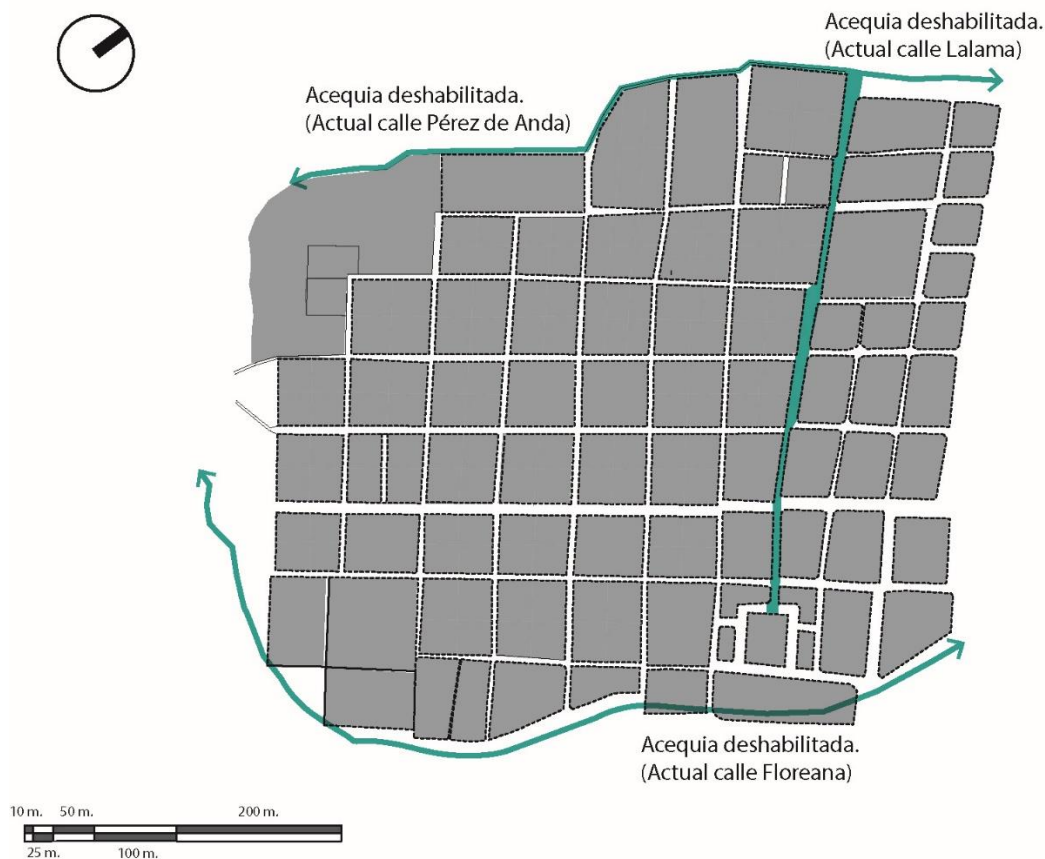 Acequia deshabilitada.
(Actual calle Lalama)
Acequia deshabilitada.
(Actual calle Pérez de Anda)
Acequia deshabilitada.
(Actual calle Floreana)
10 m. 50 m. 200 m.
25 m. 100 m.